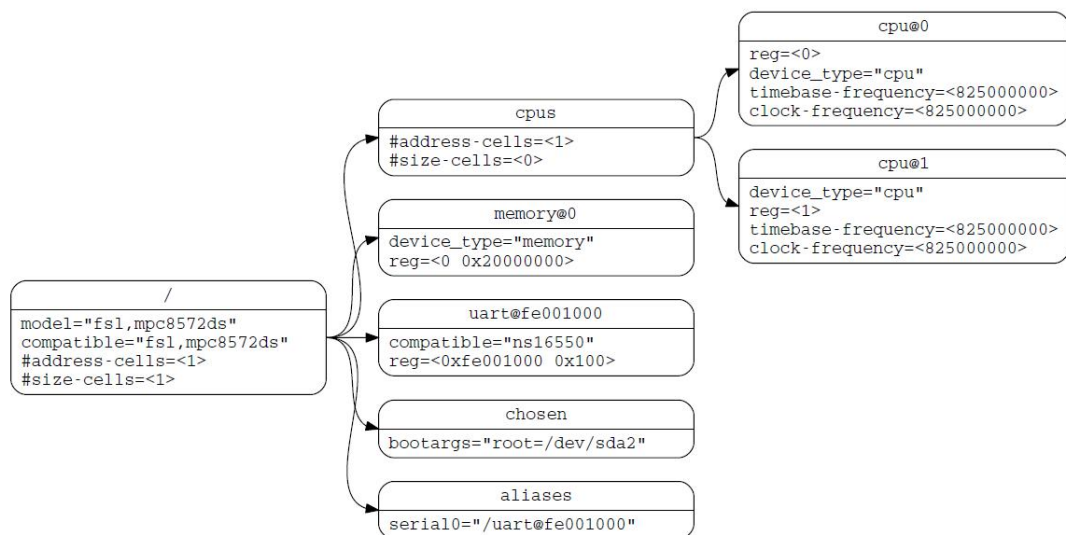 /
model="fsl,mpc8572ds"
compatible="fsl,mpc8572ds"
#address-cells=<1>
#size-cells=<1>
cpus
#address-cells=<1>
#size-cells=<0>
memory@0
device_type="memory"
reg=<0 0x20000000>
uart@fe001000
compatible="ns16550"
reg=<0xfe001000 0x100>
chosen
bootargs="root=/dev/sda2"
aliases
serial0="/uart@fe001000"
cpu@0
reg=<0>
device_type="cpu"
timebase-frequency=<825000000>
clock-frequency=<825000000>
cpu@1
device_type="cpu"
reg=<1>
timebase-frequency=<825000000>
clock-frequency=<825000000>